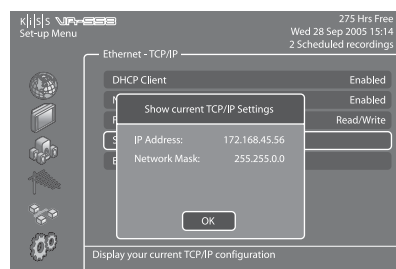 KiSS VR-558
275 Hrs Free
Set-up Menu
Wed 28 Sep 2005 15:14
2 Scheduled recordings
Ethernet - TCP/IP
DHCP Client Enabled
N Enabled
F Read/Write
S
E
Show current TCP/IP Settings
IP Address: 172.168.45.56
Network Mask: 255.255.0.0
OK
Display your current TCP/IP configuration